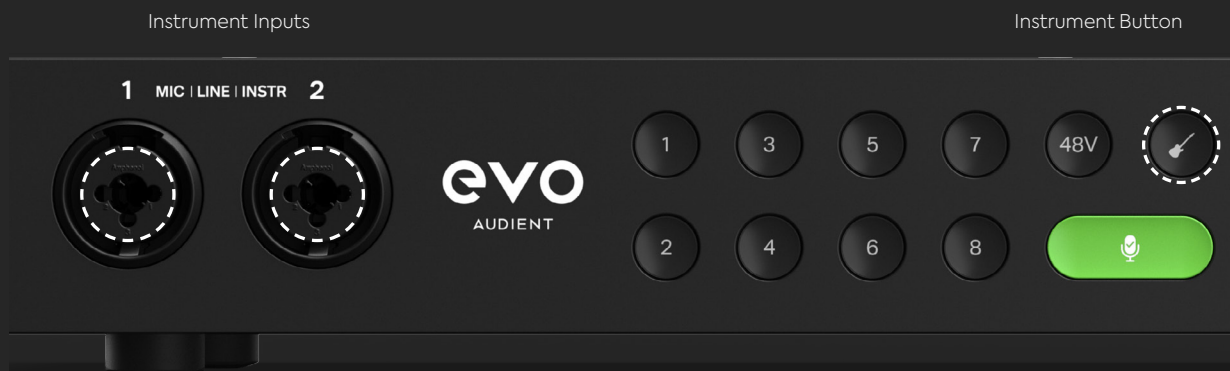 Instrument Inputs
Instrument Button
1 MIC | LINE | INSTR 2
evo
AUDIENT
1 3 5 7 48V
2 4 6 8